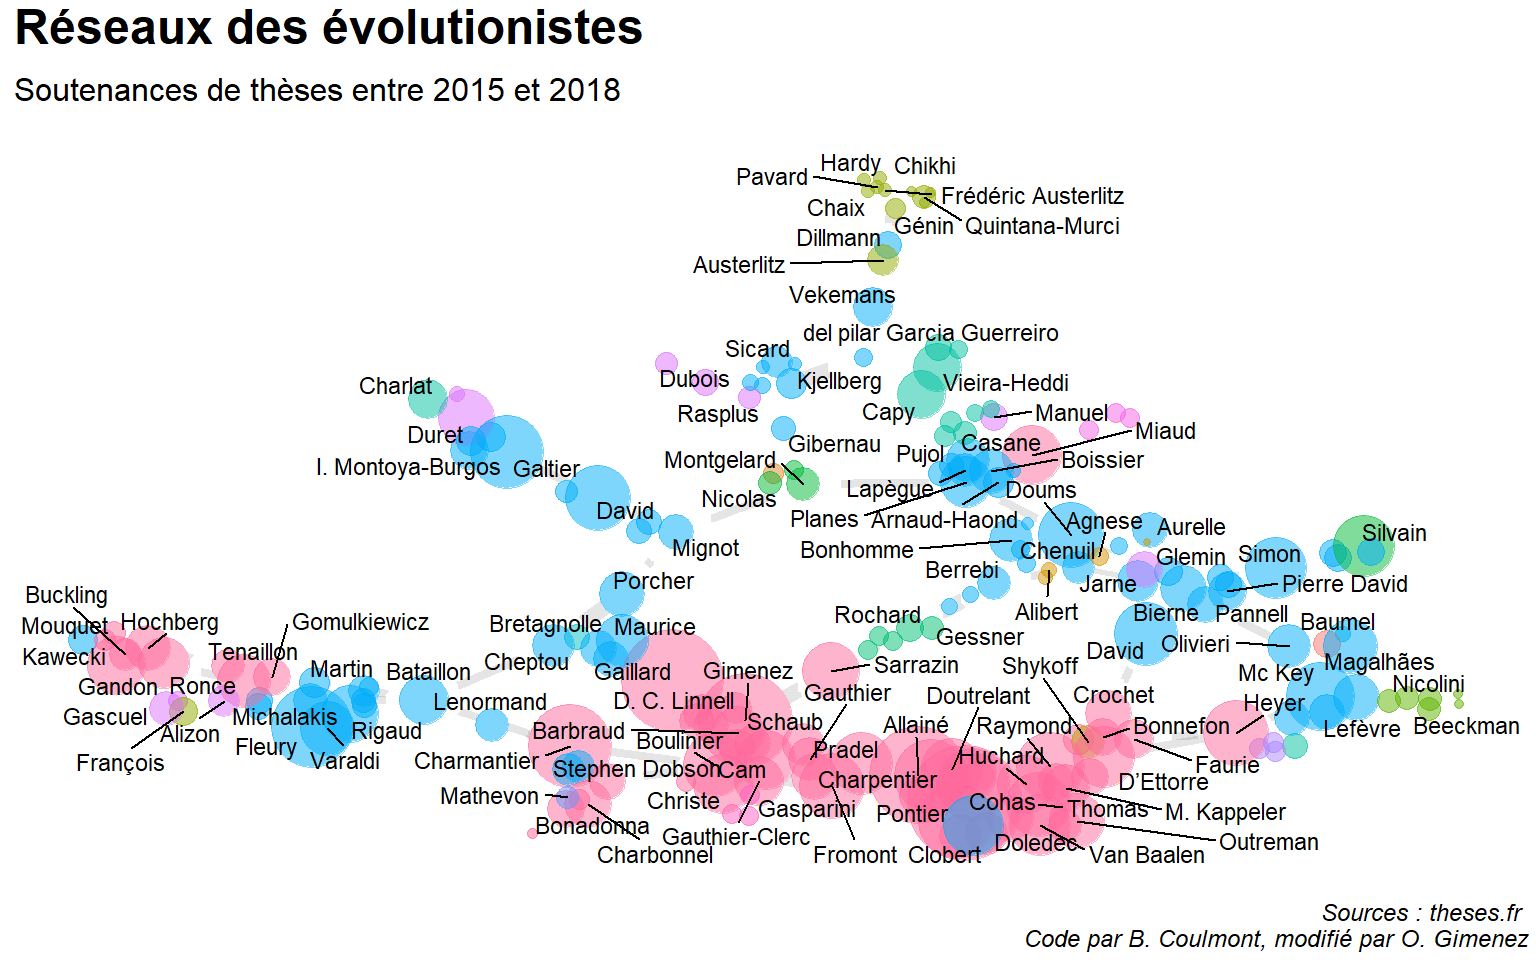 Réseaux des évolutionistes
Soutenances de thèses entre 2015 et 2018
Hardy
Chikhi
Pavard
Frédéric Austerlitz
Chaix
Génin
Quintana-Murci
Dillmann
Austerlitz
Vekemans
del pilar Garcia Guerreiro
Sicard
Charlat
Dubois
Kjellberg
Vieira-Heddi
Rasplus
Capy
Manuel
Duret
Miaud
Gibernau
Casane
Pujol
I. Montoya-Burgos
Galtier
Montgelard
Boissier
Nicolas
Lapègue
Doums
David
Planes
Arnaud-Haond
Agnese
Aurelle
Silvain
Mignot
Bonhomme
Chenuil
Glemin
Simon
Porcher
Berrebi
Jarne
Pierre David
Buckling
Alibert
Bierne
Pannell
Mouquet
Hochberg
Gomulkiewicz
Bretagnolle
Maurice
Rochard
Gessner
Baumel
Kawecki
Tenaillon
Cheptou
Sarrazin
Shykoff
David
Olivieri
Gandon
Ronce
Martin
Bataillon
Gaillard
Gimenez
Mc Key
Magalhães
Gascuel
Michalakis
Lenormand
D. C. Linnell
Gauthier
Doutrelant
Crochet
Nicolini
Alizon
Fleury
Rigaud
Barbraud
Schaub
Allainé
Raymond
Bonnefon
Heyer
Lefèvre
Beeckman
François
Varaldi
Charmantier
Boulinier
Pradel
Huchard
Faurie
Stephen Dobson
Cam
Charpentier
D'Ettorre
Mathevon
Christe
Gasparini
Pontier
Cohas
Thomas
M. Kappeler
Bonadonna
Gauthier-Clerc
Doledec
Outreman
Charbonnel
Fromont
Clobert
Van Baalen
Sources : theses.fr
Code par B. Coulmont, modifié par O. Gimenez